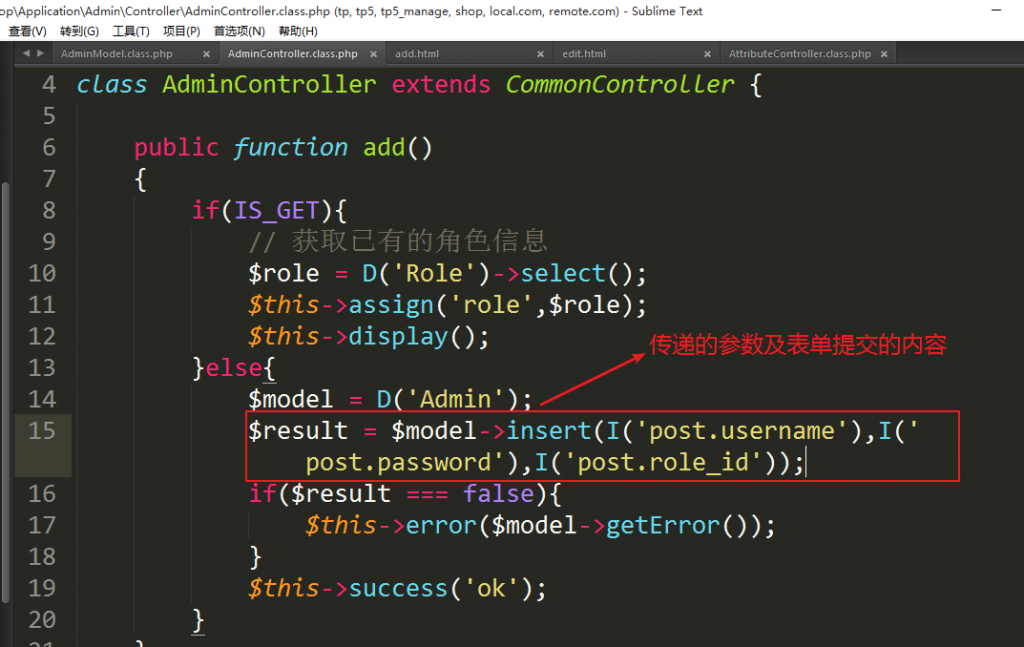 op\Application\Admin\Controller\AdminController.class.php (tp, tp5, tp5_manage, shop, local.com, remote.com) - Sublime Text
查看(V) 转到(G) 工具(T) 项目(P) 首选项(N) 帮助(H)
AdminModel.class.php × AdminController.class.php × add.html × edit.html × AttributeController.class.php ×
4 class AdminController extends CommonController {
5
6 public function add()
7 {
8 if(IS_GET){
9 // 获取已有的角色信息
10 $role = D('Role')->select();
11 $this->assign('role',$role);
12 $this->display();
传递的参数及表单提交的内容
13 }else{
14 $model = D('Admin');
15 $result = $model->insert(I('post.username'),I('
post.password'),I('post.role_id'));
16 if($result === false){
17 $this->error($model->getError());
18 }
19 $this->success('ok');
20 }